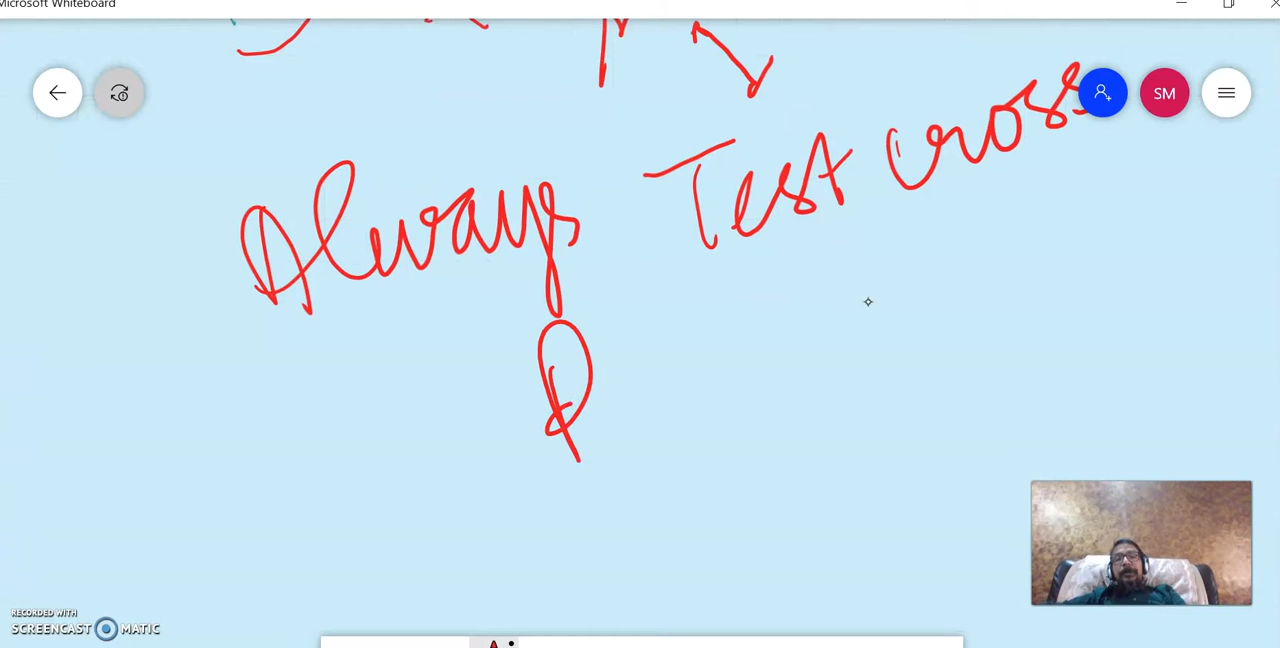 Microsoft Whiteboard
SM
Always Test cross
RECORDED WITH
SCREENCAST MATIC